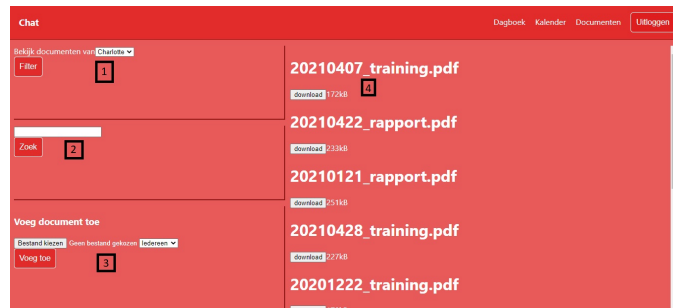 Chat
Dagboek Kalender Documenten Uitloggen
Bekijk documenten van Charlotte
Filter
1
Zoek
2
Voeg document toe
Bestand kiezen Geen bestand gekozen Iedereen
Voeg toe
3
20210407_training.pdf
download 172kB
4
20210422_rapport.pdf
download 233kB
20210121_rapport.pdf
download 251kB
20210428_training.pdf
download 227kB
20201222_training.pdf